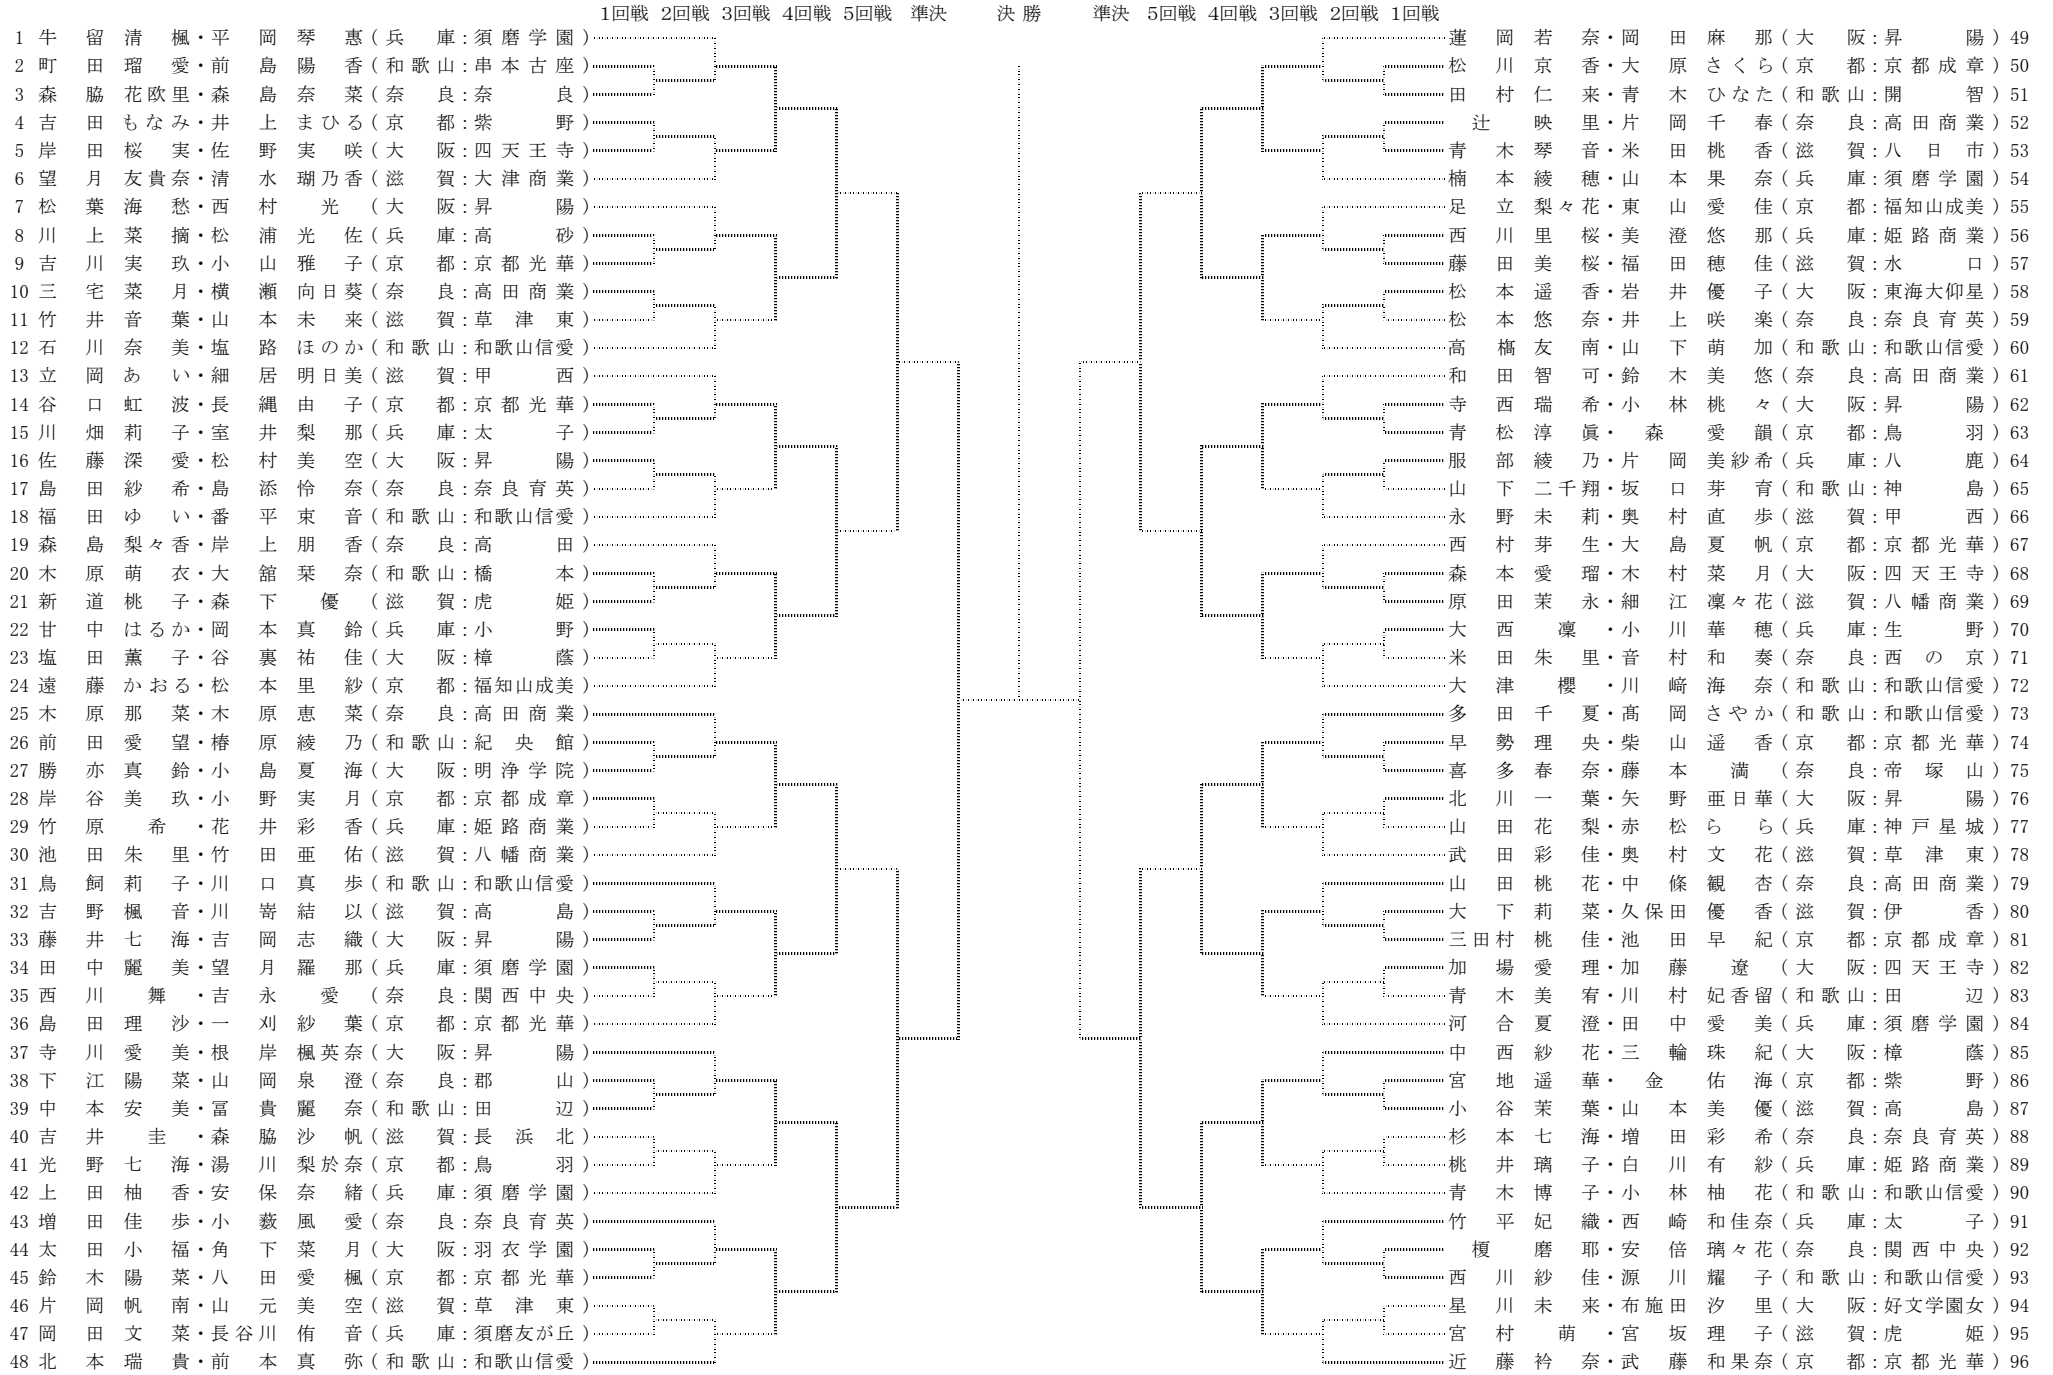 1回戦 2回戦 3回戦 4回戦 5回戦 準決 決 勝 準決 5回戦 4回戦 3回戦 2回戦 1回戦
1 牛留清楓・平岡琴惠(兵庫:須磨学園)
2 町田瑠愛・前島陽香(和歌山:串本古座)
3 森脇花欧里・森島奈菜(奈良:奈良)
4 吉田もなみ・井上まひる(京都:紫野)
5 岸田桜実・佐野実咲(大阪:四天王寺)
6 望月友貴奈・清水瑚乃香(滋賀:大津商業)
7 松葉海愁・西村光(大阪:昇陽)
8 川上菜摘・松浦光佐(兵庫:高砂)
9 吉川実玖・小山雅子(京都:京都光華)
10 三宅菜月・横瀬向日葵(奈良:高田商業)
11 竹井音葉・山本未来(滋賀:草津東)
12 石川奈美・塩路ほのか(和歌山:和歌山信愛)
13 立岡あい・細居明日美(滋賀:甲西)
14 谷口虹波・長縄由子(京都:京都光華)
15 川畑莉子・室井梨那(兵庫:太子)
16 佐藤深愛・松村美空(大阪:昇陽)
17 島田紗希・島添怜奈(奈良:奈良育英)
18 福田ゆい・番平束音(和歌山:和歌山信愛)
19 森島梨々香・岸上朋香(奈良:高田)
20 木原萌衣・大舘栞奈(和歌山:橋本)
21 新道桃子・森下優(滋賀:虎姫)
22 甘中はるか・岡本真鈴(兵庫:小野)
23 塩田薫子・谷裏祐佳(大阪:樟蔭)
24 遠藤かおる・松本里紗(京都:福知山成美)
25 木原那菜・木原恵菜(奈良:高田商業)
26 前田愛望・椿原綾乃(和歌山:紀央館)
27 勝亦真鈴・小島夏海(大阪:明浄学院)
28 岸谷美玖・小野実月(京都:京都成章)
29 竹原希・花井彩香(兵庫:姫路商業)
30 池田朱里・竹田亜佑(滋賀:八幡商業)
31 鳥飼莉子・川口真歩(和歌山:和歌山信愛)
32 吉野楓音・川嵜結以(滋賀:高島)
33 藤井七海・吉岡志織(大阪:昇陽)
34 田中麗美・望月羅那(兵庫:須磨学園)
35 西川舞・吉永愛(奈良:関西中央)
36 島田理沙・一刈紗葉(京都:京都光華)
37 寺川愛美・根岸楓英奈(大阪:昇陽)
38 下江陽菜・山岡泉澄(奈良:郡山)
39 中本安美・冨貴麗奈(和歌山:田辺)
40 吉井圭・森脇沙帆(滋賀:長浜北)
41 光野七海・湯川梨於奈(京都:鳥羽)
42 上田柚香・安保奈緒(兵庫:須磨学園)
43 増田佳歩・小薮風愛(奈良:奈良育英)
44 太田小福・角下菜月(大阪:羽衣学園)
45 鈴木陽菜・八田愛楓(京都:京都光華)
46 片岡帆南・山元美空(滋賀:草津東)
47 岡田文菜・長谷川侑音(兵庫:須磨友が丘)
48 北本瑞貴・前本真弥(和歌山:和歌山信愛)
蓮岡若奈・岡田麻那(大阪:昇陽)49
松川京香・大原さくら(京都:京都成章)50
田村仁来・青木ひなた(和歌山:開智)51
辻映里・片岡千春(奈良:高田商業)52
青木琴音・米田桃香(滋賀:八日市)53
楠本綾穂・山本果奈(兵庫:須磨学園)54
足立梨々花・東山愛佳(京都:福知山成美)55
西川里桜・美澄悠那(兵庫:姫路商業)56
藤田美桜・福田穂佳(滋賀:水口)57
松本遥香・岩井優子(大阪:東海大仰星)58
松本悠奈・井上咲楽(奈良:奈良育英)59
高槗友南・山下萌加(和歌山:和歌山信愛)60
和田智可・鈴木美悠(奈良:高田商業)61
寺西瑞希・小林桃々(大阪:昇陽)62
青松淳眞・森愛韻(京都:鳥羽)63
服部綾乃・片岡美紗希(兵庫:八鹿)64
山下二千翔・坂口芽育(和歌山:神島)65
永野未莉・奥村直歩(滋賀:甲西)66
西村芽生・大島夏帆(京都:京都光華)67
森本愛瑠・木村菜月(大阪:四天王寺)68
原田茉永・細江凜々花(滋賀:八幡商業)69
大西凜・小川華穂(兵庫:生野)70
米田朱里・音村和奏(奈良:西の京)71
大津櫻・川﨑海奈(和歌山:和歌山信愛)72
多田千夏・髙岡さやか(和歌山:和歌山信愛)73
早勢理央・柴山遥香(京都:京都光華)74
喜多春奈・藤本満(奈良:帝塚山)75
北川一葉・矢野亜日華(大阪:昇陽)76
山田花梨・赤松らら(兵庫:神戸星城)77
武田彩佳・奥村文花(滋賀:草津東)78
山田桃花・中條観杏(奈良:高田商業)79
大下莉菜・久保田優香(滋賀:伊香)80
三田村桃佳・池田早紀(京都:京都成章)81
加場愛理・加藤遼(大阪:四天王寺)82
青木美宥・川村妃香留(和歌山:田辺)83
河合夏澄・田中愛美(兵庫:須磨学園)84
中西紗花・三輪珠紀(大阪:樟蔭)85
宮地遥華・金佑海(京都:紫野)86
小谷茉葉・山本美優(滋賀:高島)87
杉本七海・増田彩希(奈良:奈良育英)88
桃井璃子・白川有紗(兵庫:姫路商業)89
青木博子・小林柚花(和歌山:和歌山信愛)90
竹平妃織・西崎和佳奈(兵庫:太子)91
榎磨耶・安倍璃々花(奈良:関西中央)92
西川紗佳・源川耀子(和歌山:和歌山信愛)93
星川未来・布施田汐里(大阪:好文学園女)94
宮村萌・宮坂理子(滋賀:虎姫)95
近藤衿奈・武藤和果奈(京都:京都光華)96